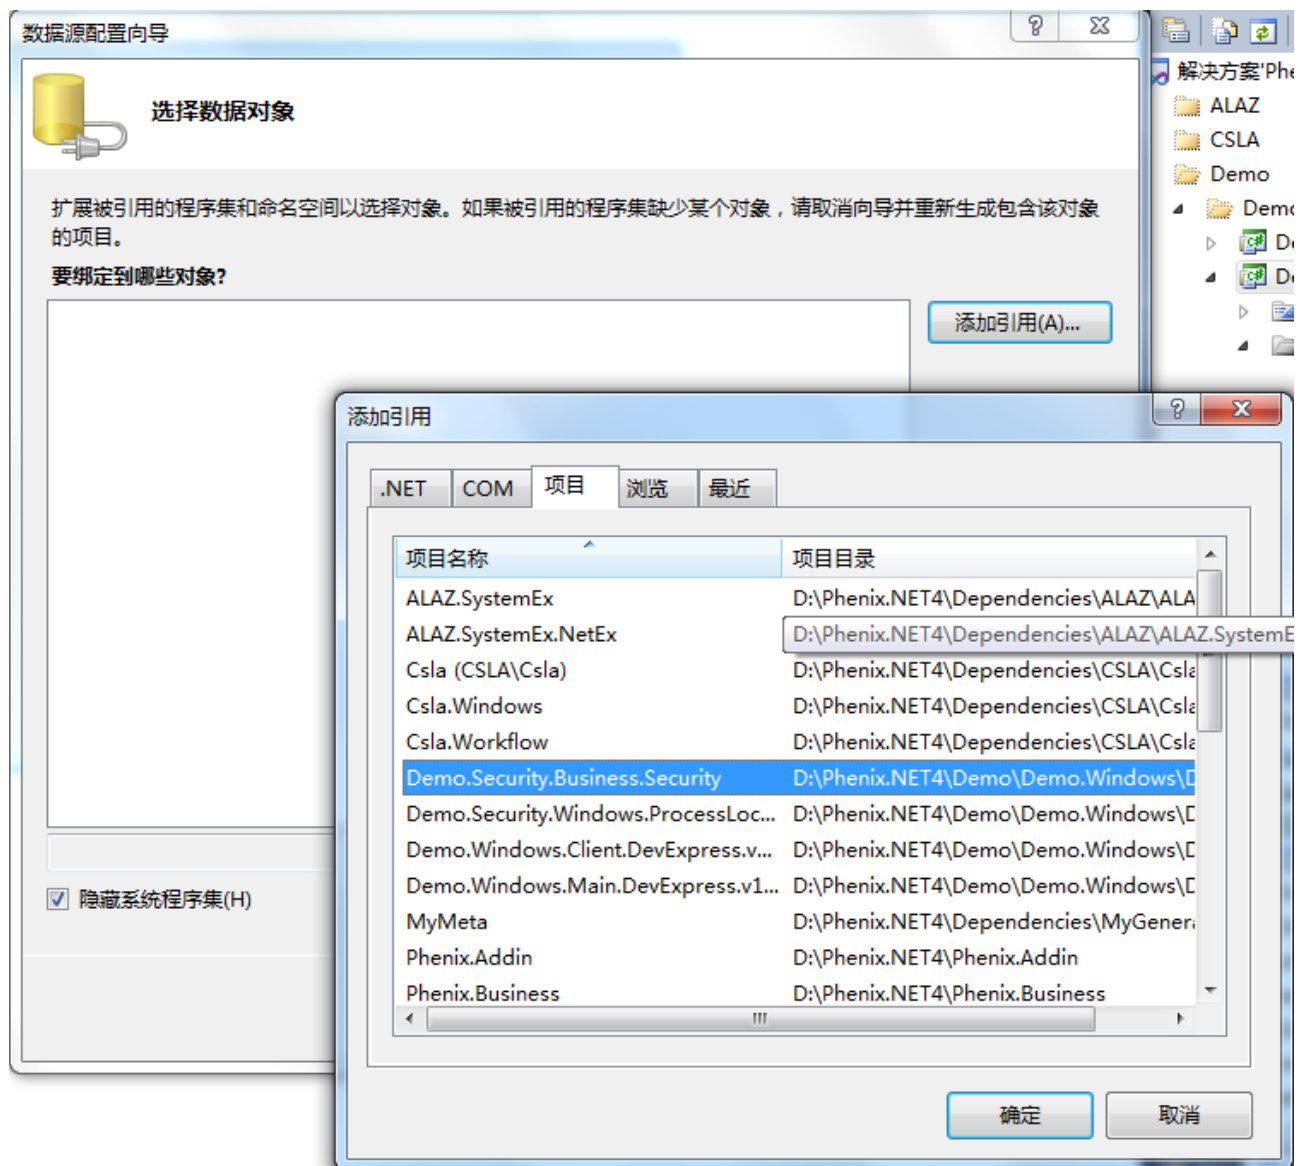 数据源配置向导
选择数据对象
扩展被引用的程序集和命名空间以选择对象。如果被引用的程序集缺少某个对象，请取消向导并重新生成包含该对象
的项目。
要绑定到哪些对象?
添加引用(A)...
隐藏系统程序集(H)
解决方案'Phe
ALAZ
CSLA
Demo
Demo
De
De
添加引用
.NET COM 项目 浏览 最近
项目名称 项目目录
ALAZ.SystemEx D:\Phenix.NET4\Dependencies\ALAZ\ALA
ALAZ.SystemEx.NetEx D:\Phenix.NET4\Dependencies\ALAZ\ALAZ.SystemE
Csla (CSLA\Csla) D:\Phenix.NET4\Dependencies\CSLA\Csla
Csla.Windows D:\Phenix.NET4\Dependencies\CSLA\Csla
Csla.Workflow D:\Phenix.NET4\Dependencies\CSLA\Csla
Demo.Security.Business.Security D:\Phenix.NET4\Demo\Demo.Windows\D
Demo.Security.Windows.ProcessLoc... D:\Phenix.NET4\Demo\Demo.Windows\D
Demo.Windows.Client.DevExpress.v... D:\Phenix.NET4\Demo\Demo.Windows\D
Demo.Windows.Main.DevExpress.v1... D:\Phenix.NET4\Demo\Demo.Windows\D
MyMeta D:\Phenix.NET4\Dependencies\MyGenera
Phenix.Addin D:\Phenix.NET4\Phenix.Addin
Phenix.Business D:\Phenix.NET4\Phenix.Business
确定 取消